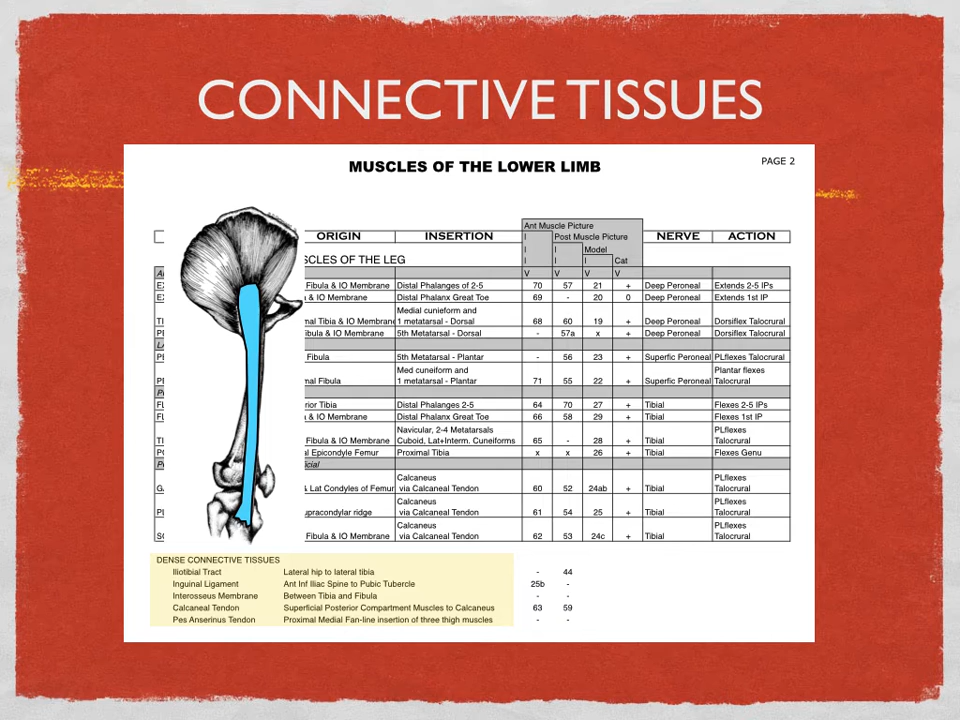 CONNECTIVE TISSUES
MUSCLES OF THE LOWER LIMB
PAGE 2
Ant Muscle Picture
ORIGIN INSERTION I Post Muscle Picture NERVE ACTION
I I Model
SCLES OF THE LEG I I I Cat
V V V V
Fibula & IO Membrane Distal Phalanges of 2-5 70 57 21 + Deep Peroneal Extends 2-5 IPs
& IO Membrane Distal Phalanx Great Toe 69 - 20 0 Deep Peroneal Extends 1st IP
Medial cunieform and
mal Tibia & IO Membrane 1 metatarsal - Dorsal 68 60 19 + Deep Peroneal Dorsiflex Talocrural
ibula & IO Membrane 5th Metatarsal - Dorsal - 57a x + Deep Peroneal Dorsiflex Talocrural
Fibula 5th Metatarsal - Plantar - 56 23 + Superfic Peroneal PLflexes Talocrural
Med cuneiform and Plantar flexes
mal Fibula 1 metatarsal - Plantar 71 55 22 + Superfic Peroneal Talocrural
rior Tibia Distal Phalanges 2-5 64 70 27 + Tibial Flexes 2-5 IPs
& IO Membrane Distal Phalanx Great Toe 66 58 29 + Tibial Flexes 1st IP
Navicular, 2-4 Metatarsals PLflexes
Fibula & IO Membrane Cuboid, Lat+Interm. Cuneiforms 65 - 28 + Tibial Talocrural
l Epicondyle Femur Proximal Tibia x x 26 + Tibial Flexes Genu
icial
Calcaneus PLflexes
& Lat Condyles of Femur via Calcaneal Tendon 60 52 24ab + Tibial Talocrural
Calcaneus PLflexes
upracondylar ridge via Calcaneal Tendon 61 54 25 + Tibial Talocrural
Calcaneus PLflexes
Fibula & IO Membrane via Calcaneal Tendon 62 53 24c + Tibial Talocrural
DENSE CONNECTIVE TISSUES
Iliotibial Tract Lateral hip to lateral tibia - 44
Inguinal Ligament Ant Inf Iliac Spine to Pubic Tubercle 25b -
Interosseus Membrane Between Tibia and Fibula - -
Calcaneal Tendon Superficial Posterior Compartment Muscles to Calcaneus 63 59
Pes Anserinus Tendon Proximal Medial Fan-line insertion of three thigh muscles - -